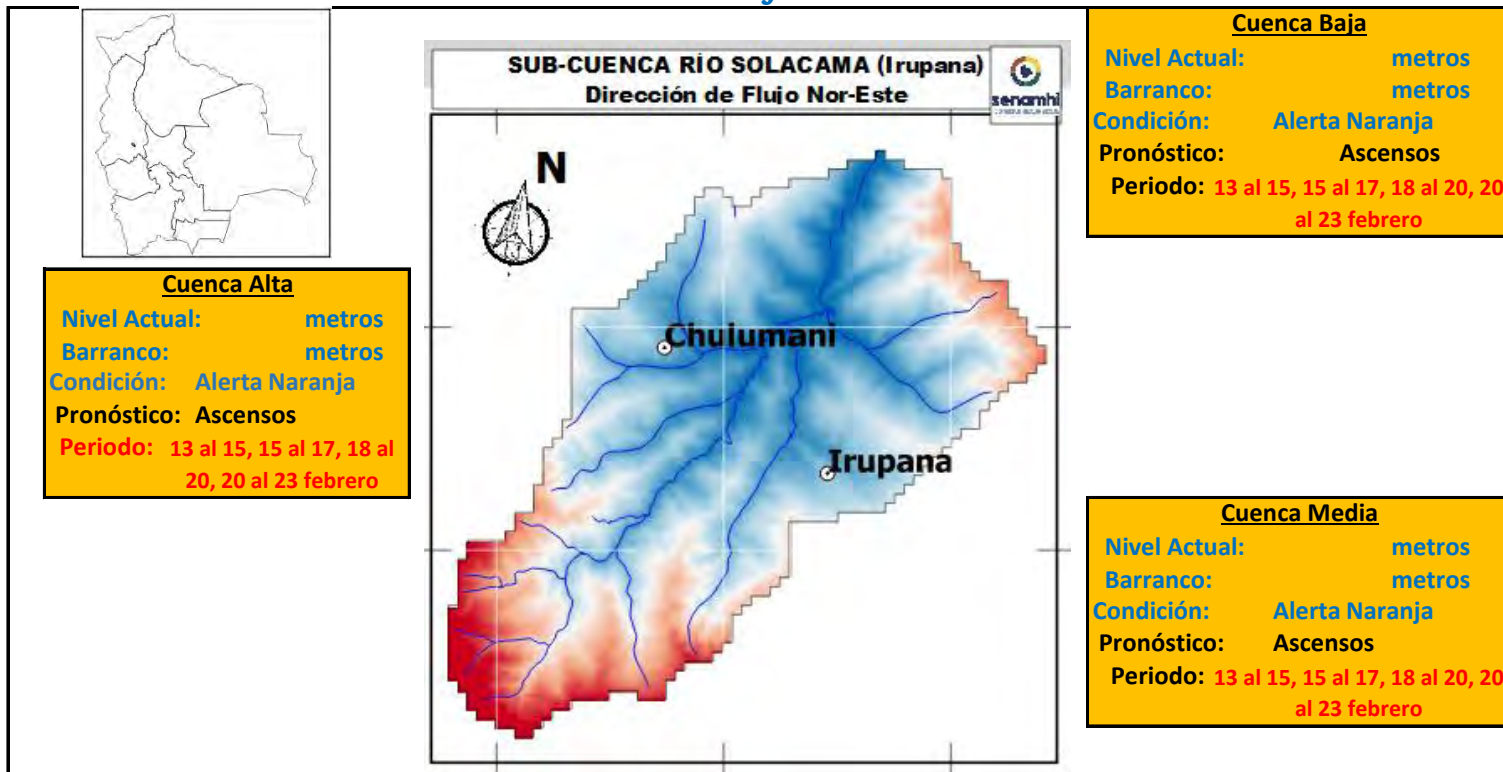 SUB-CUENCA RÍO SOLACAMA (Irupana)
Dirección de Flujo Nor-Este
senamhi
N
Chulumani
Irupana
Cuenca Alta
Nivel Actual: metros
Barranco: metros
Condición: Alerta Naranja
Pronóstico: Ascensos
Periodo: 13 al 15, 15 al 17, 18 al
20, 20 al 23 febrero
Cuenca Baja
Nivel Actual: metros
Barranco: metros
Condición: Alerta Naranja
Pronóstico: Ascensos
Periodo: 13 al 15, 15 al 17, 18 al 20, 20
al 23 febrero
Cuenca Media
Nivel Actual: metros
Barranco: metros
Condición: Alerta Naranja
Pronóstico: Ascensos
Periodo: 13 al 15, 15 al 17, 18 al 20, 20
al 23 febrero